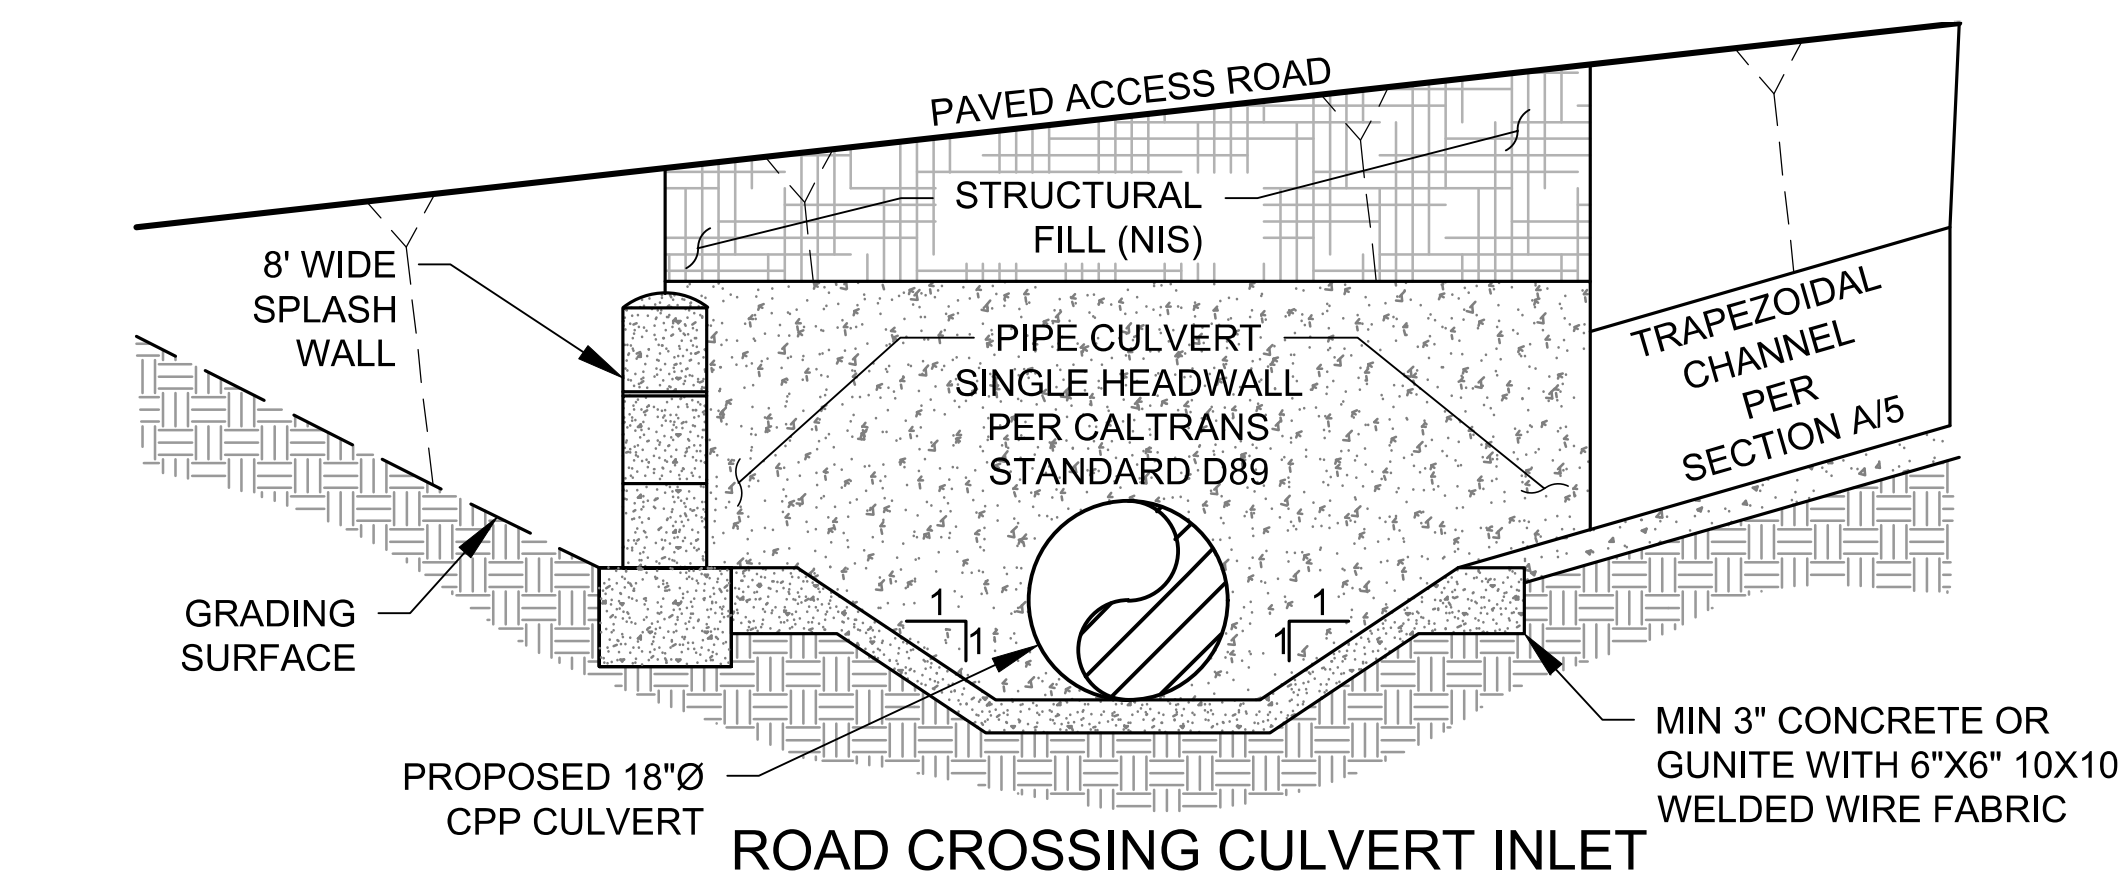 PAVED ACCESS ROAD
STRUCTURAL
FILL (NIS)
8' WIDE
SPLASH
WALL
PIPE CULVERT
SINGLE HEADWALL
PER CALTRANS
STANDARD D89
TRAPEZOIDAL
CHANNEL
PER
SECTION A/5
GRADING
SURFACE
1
1
1
1
PROPOSED 18"Ø
CPP CULVERT
MIN 3" CONCRETE OR
GUNITE WITH 6"X6" 10X10
WELDED WIRE FABRIC
ROAD CROSSING CULVERT INLET